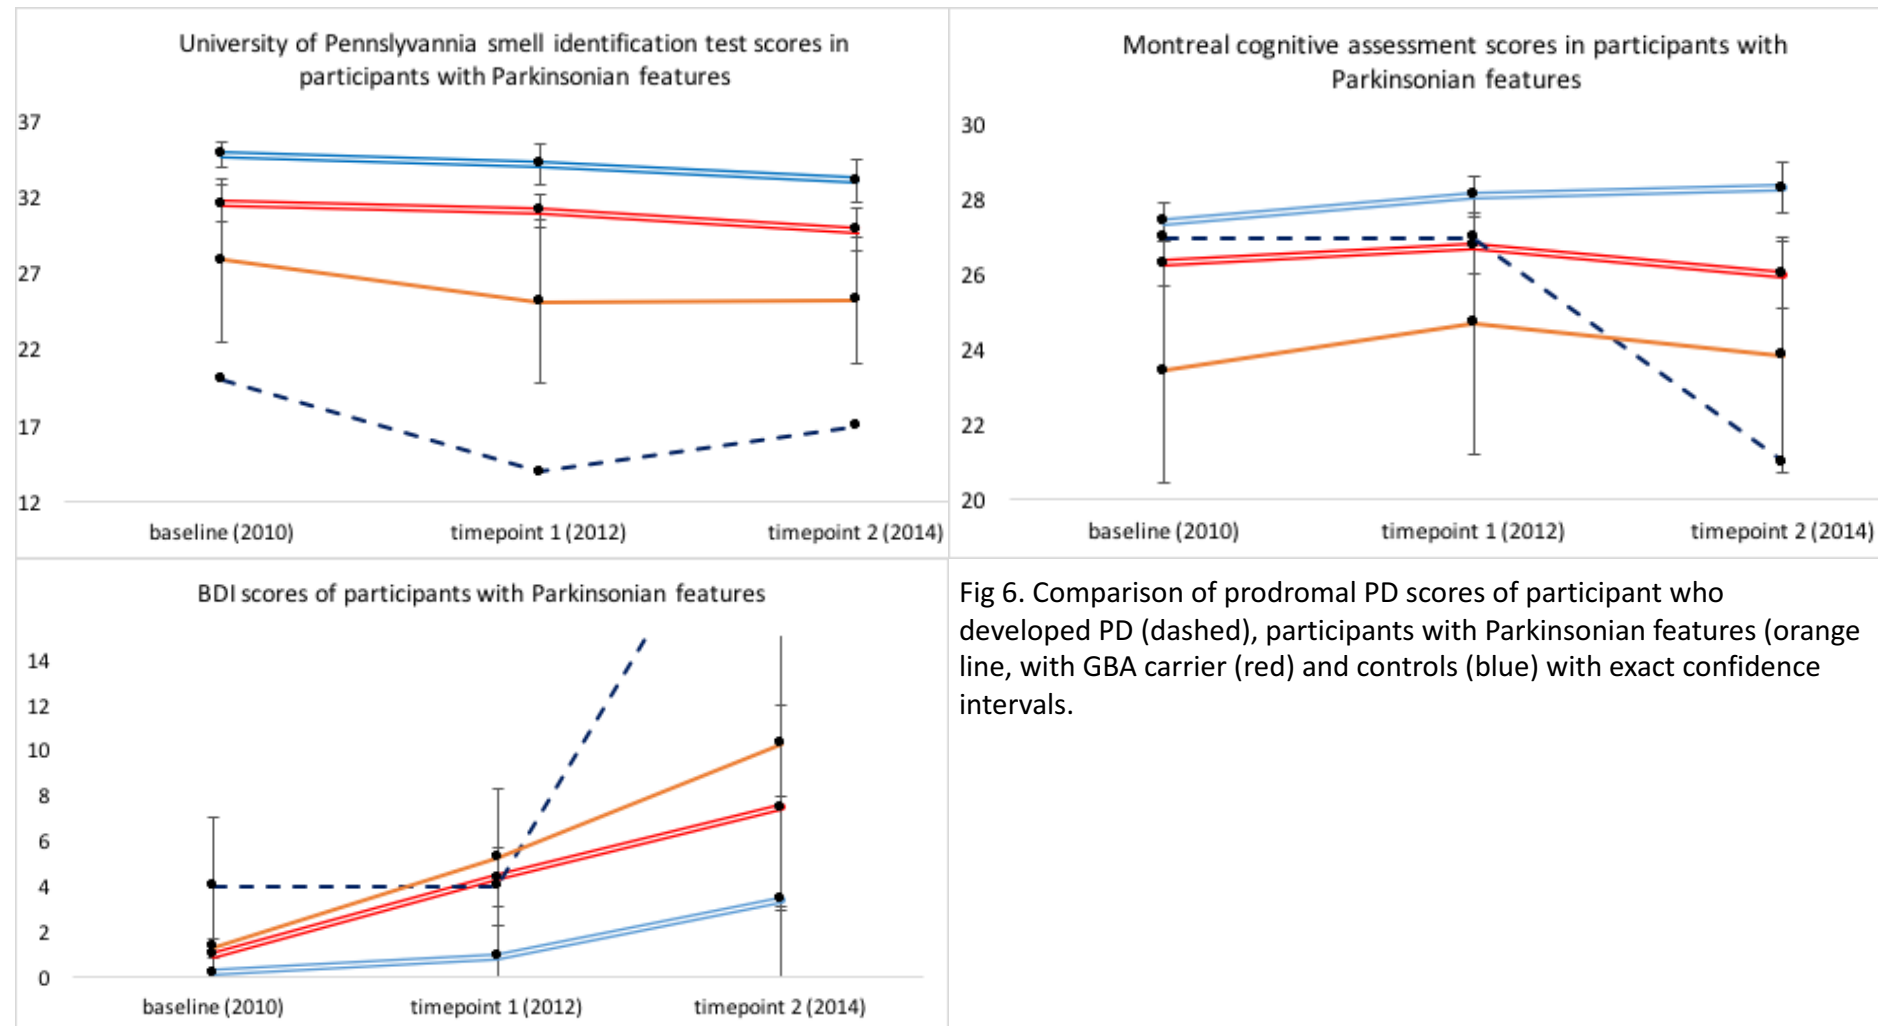 University of Pennslyvannia smell identification test scores in
participants with Parkinsonian features
37
32
27
22
17
12
baseline (2010)
timepoint 1 (2012)
timepoint 2 (2014)
Montreal cognitive assessment scores in participants with
Parkinsonian features
30
28
26
24
22
20
baseline (2010)
timepoint 1 (2012)
timepoint 2 (2014)
BDI scores of participants with Parkinsonian features
14
12
10
8
6
4
2
0
baseline (2010)
timepoint 1 (2012)
timepoint 2 (2014)
Fig 6. Comparison of prodromal PD scores of participant who
developed PD (dashed), participants with Parkinsonian features (orange
line, with GBA carrier (red) and controls (blue) with exact confidence
intervals.